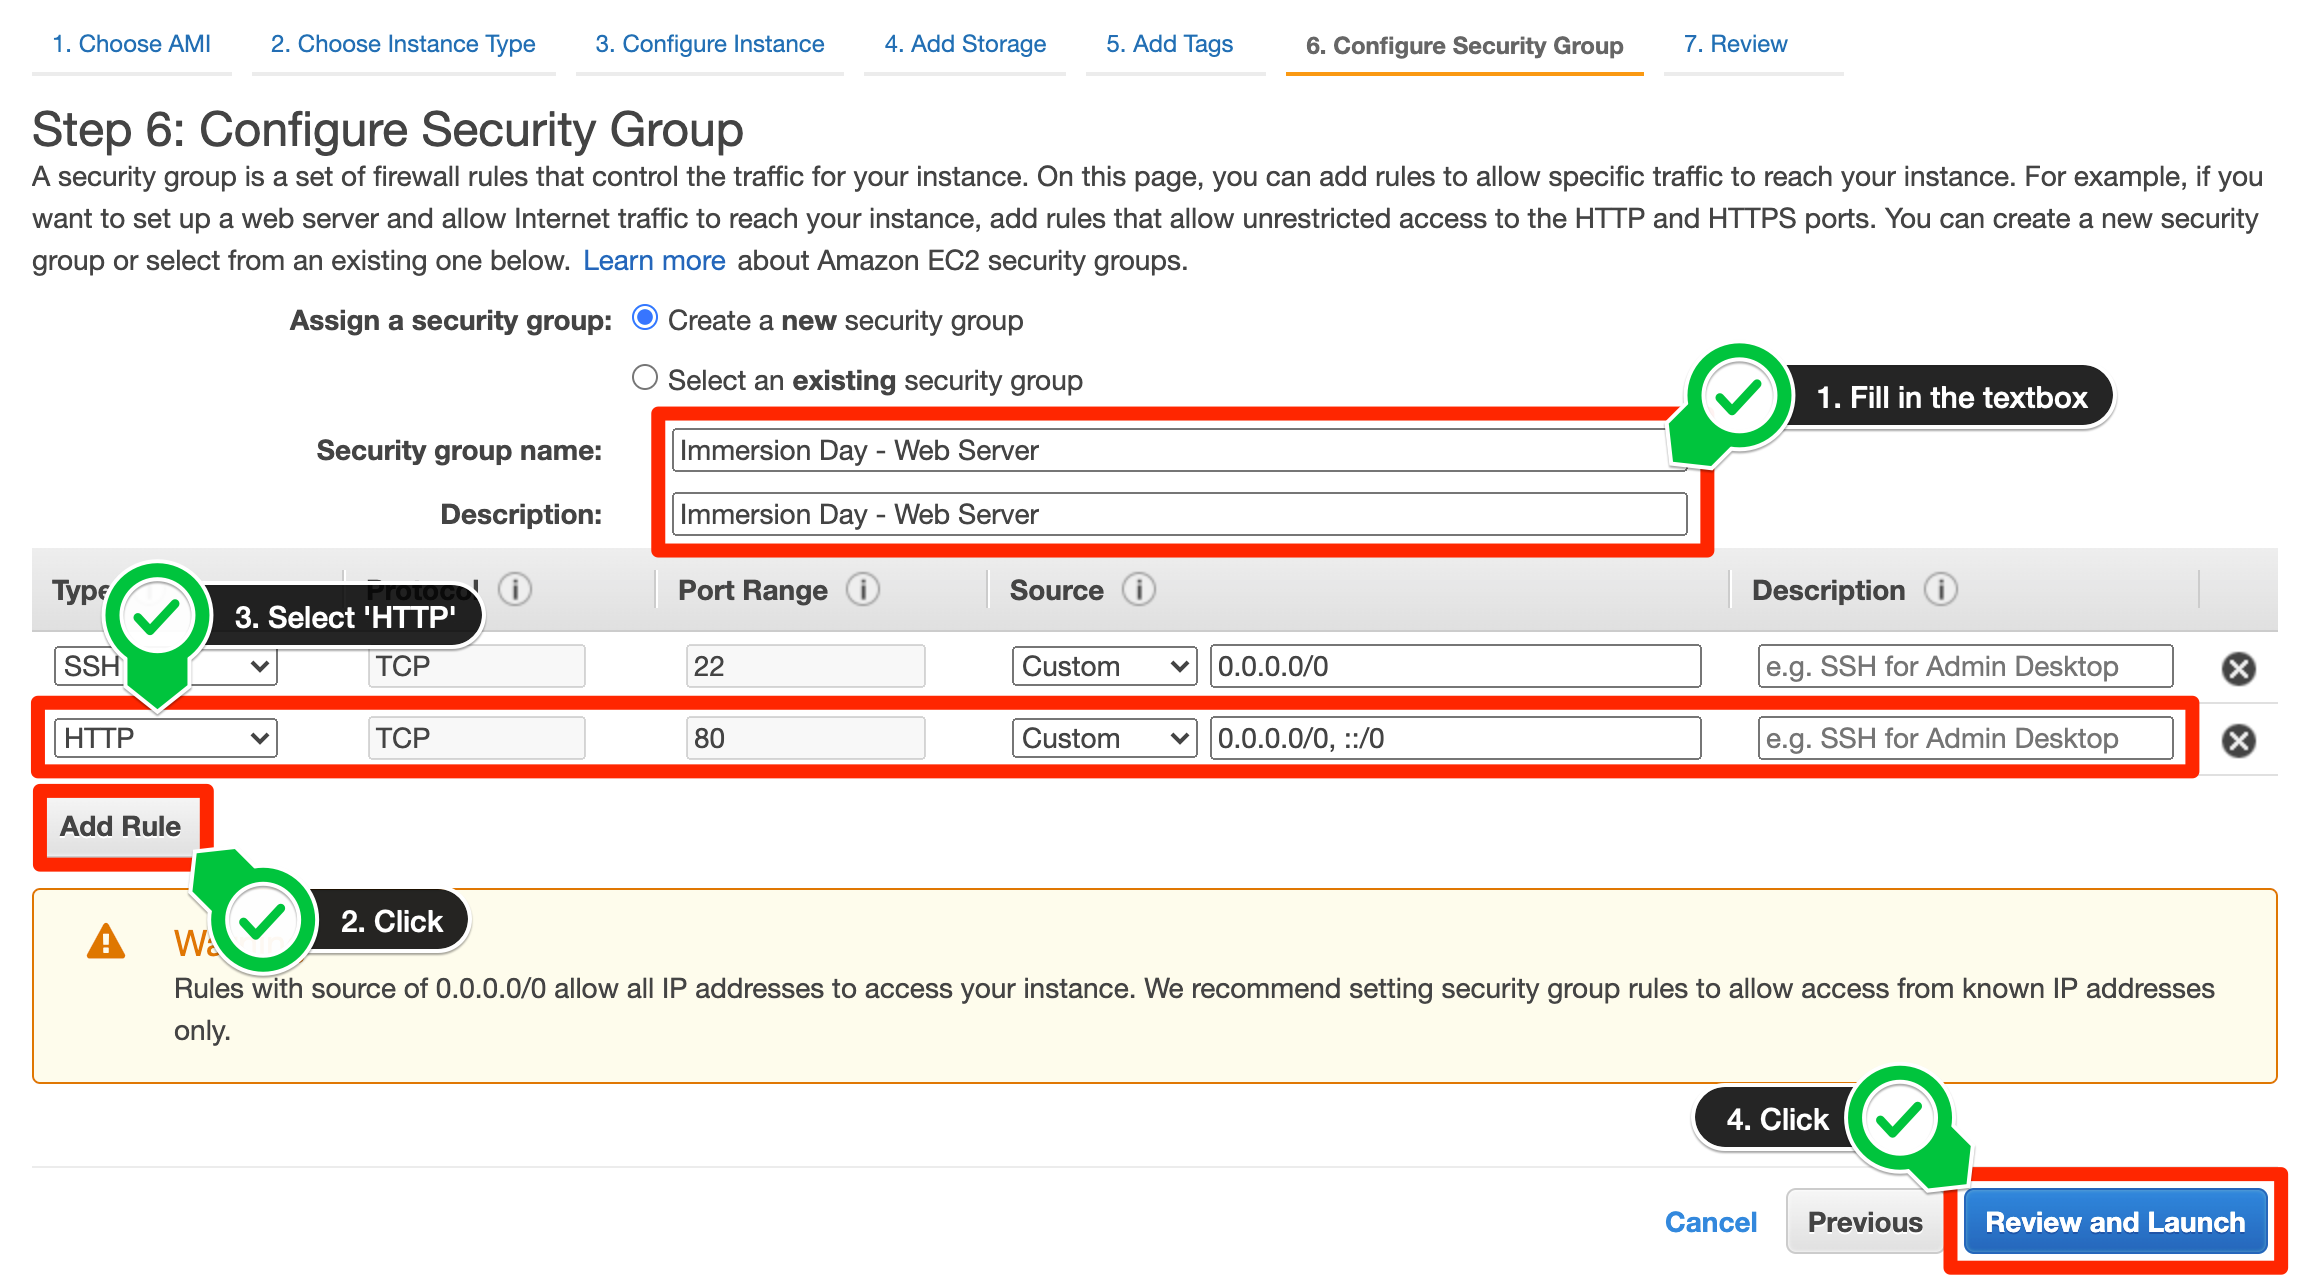 1. Choose AMI
2. Choose Instance Type
3. Configure Instance
4. Add Storage
5. Add Tags
6. Configure Security Group
7. Review
Step 6: Configure Security Group
A security group is a set of firewall rules that control the traffic for your instance. On this page, you can add rules to allow specific traffic to reach your instance. For example, if you
want to set up a web server and allow Internet traffic to reach your instance, add rules that allow unrestricted access to the HTTP and HTTPS ports. You can create a new security
group or select from an existing one below. Learn more about Amazon EC2 security groups.
Assign a security group: Create a new security group
Select an existing security group
1. Fill in the textbox
Security group name: Immersion Day - Web Server
Description: Immersion Day - Web Server
Type
Protocol
Port Range
Source
Description
3. Select 'HTTP'
SSH TCP 22 Custom 0.0.0.0/0 e.g. SSH for Admin Desktop
HTTP TCP 80 Custom 0.0.0.0/0, ::/0 e.g. SSH for Admin Desktop
Add Rule
2. Click
Rules with source of 0.0.0.0/0 allow all IP addresses to access your instance. We recommend setting security group rules to allow access from known IP addresses
only.
4. Click
Cancel
Previous
Review and Launch